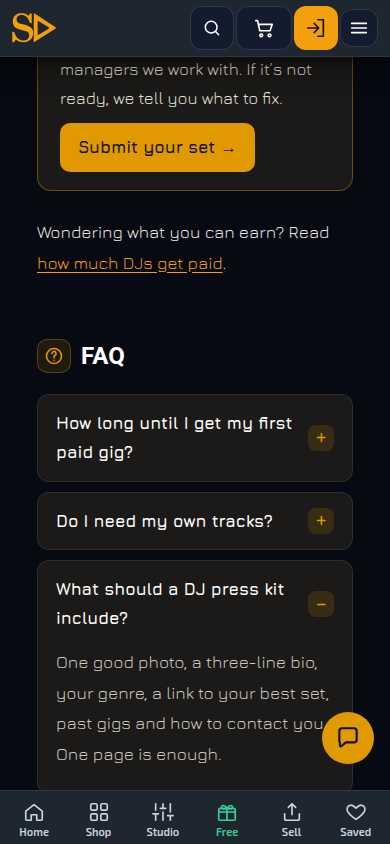 S
managers we work with. If it's not
ready, we tell you what to fix.
Submit your set →
Wondering what you can earn? Read
how much DJs get paid.
FAQ
How long until I get my first
paid gig?
+
Do I need my own tracks?
+
What should a DJ press kit
include?
−
One good photo, a three-line bio,
your genre, a link to your best set,
past gigs and how to contact you.
One page is enough.
Home
Shop
Studio
Free
Sell
Saved